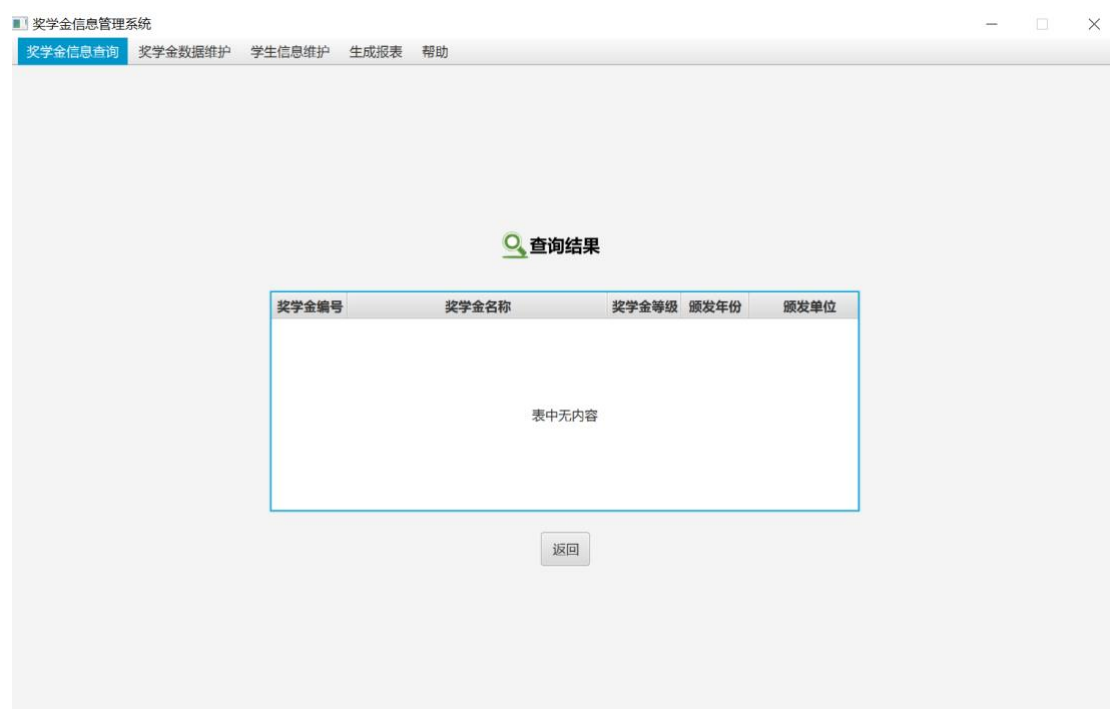 奖学金信息管理系统
奖学金信息查询 奖学金数据维护 学生信息维护 生成报表 帮助
查询结果
奖学金编号 奖学金名称 奖学金等级 颁发年份 颁发单位
表中无内容
返回